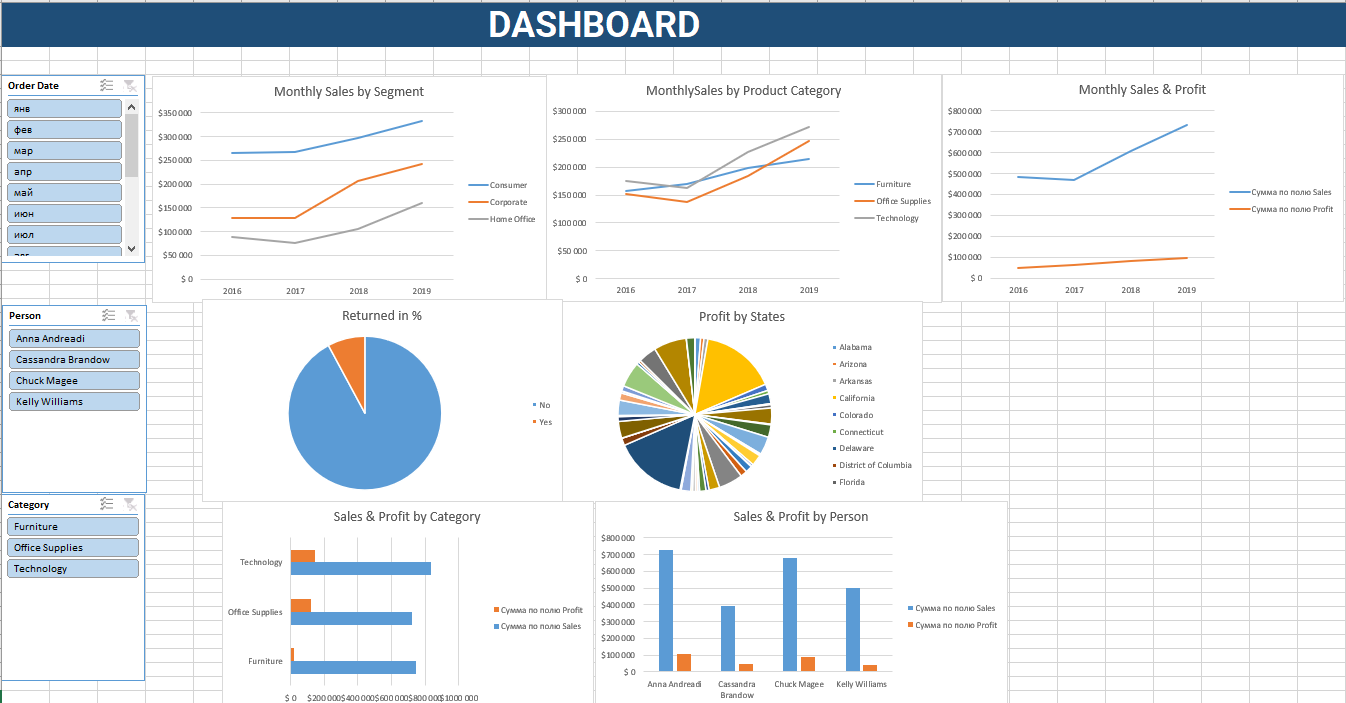 DASHBOARD
Order Date
янв
фев
мар
апр
май
июн
июл
авг
Monthly Sales by Segment
$350 000
$300 000
$250 000
$200 000
$150 000
$100 000
$50 000
$ 0
2016 2017 2018 2019
Consumer
Corporate
Home Office
MonthlySales by Product Category
$300 000
$250 000
$200 000
$150 000
$100 000
$50 000
$ 0
2016 2017 2018 2019
Furniture
Office Supplies
Technology
Monthly Sales & Profit
$800 000
$700 000
$600 000
$500 000
$400 000
$300 000
$200 000
$100 000
$ 0
2016 2017 2018 2019
Сумма по полю Sales
Сумма по полю Profit
Person
Anna Andreadi
Cassandra Brandow
Chuck Magee
Kelly Williams
Returned in %
No
Yes
Profit by States
Alabama
Arizona
Arkansas
California
Colorado
Connecticut
Delaware
District of Columbia
Florida
Category
Furniture
Office Supplies
Technology
Sales & Profit by Category
Technology
Office Supplies
Furniture
$ 0 $200 000 $400 000 $600 000 $800 000 $1000 000
Сумма по полю Profit
Сумма по полю Sales
Sales & Profit by Person
$800 000
$700 000
$600 000
$500 000
$400 000
$300 000
$200 000
$100 000
$ 0
Anna Andreadi Cassandra Brandow Chuck Magee Kelly Williams
Сумма по полю Sales
Сумма по полю Profit